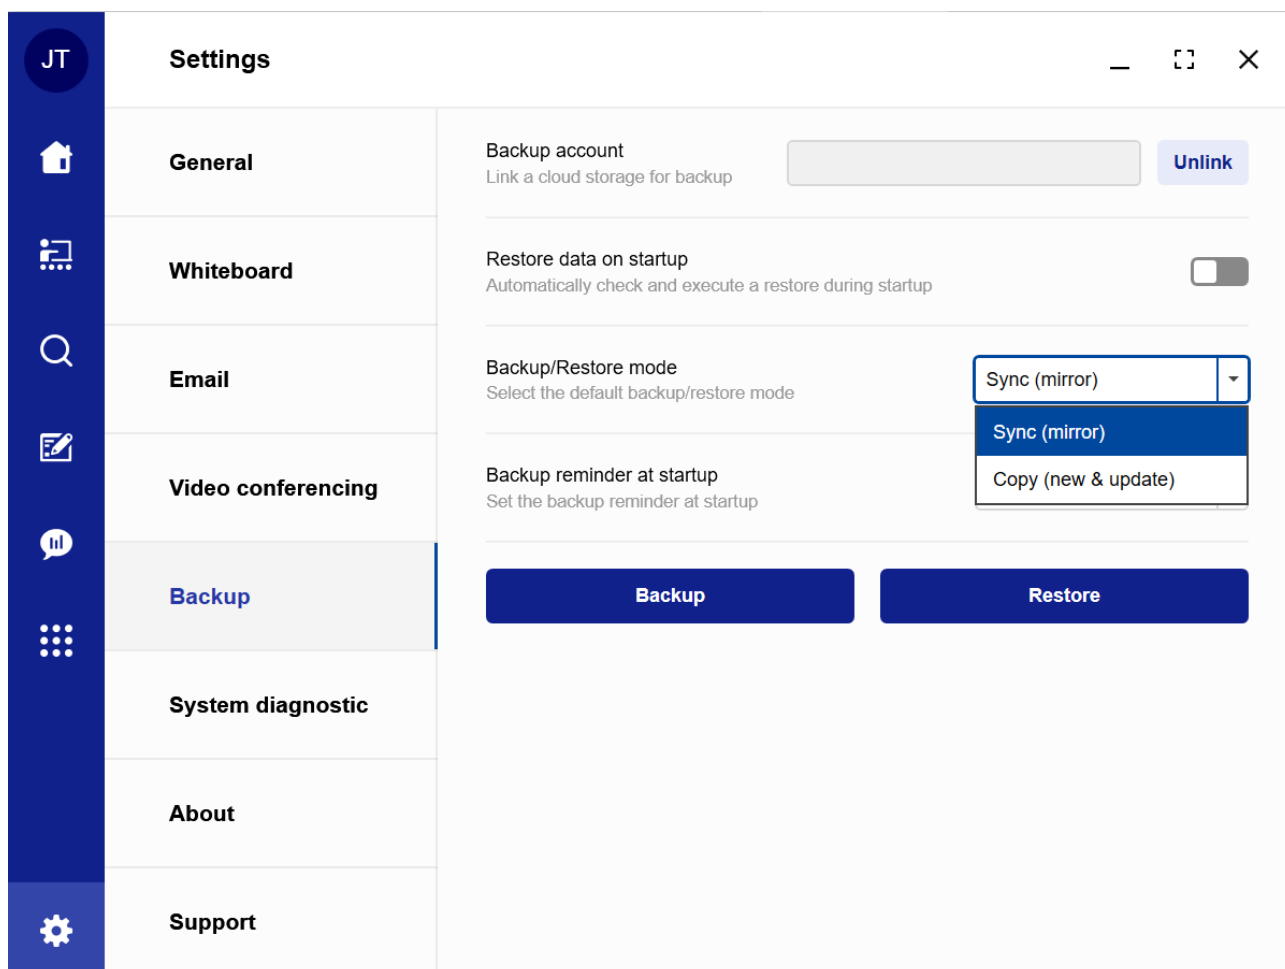 JT
Settings
General
Whiteboard
Email
Video conferencing
Backup
System diagnostic
About
Support
Backup account
Link a cloud storage for backup
Unlink
Restore data on startup
Automatically check and execute a restore during startup
Backup/Restore mode
Select the default backup/restore mode
Sync (mirror)
Sync (mirror)
Copy (new & update)
Backup reminder at startup
Set the backup reminder at startup
Backup
Restore